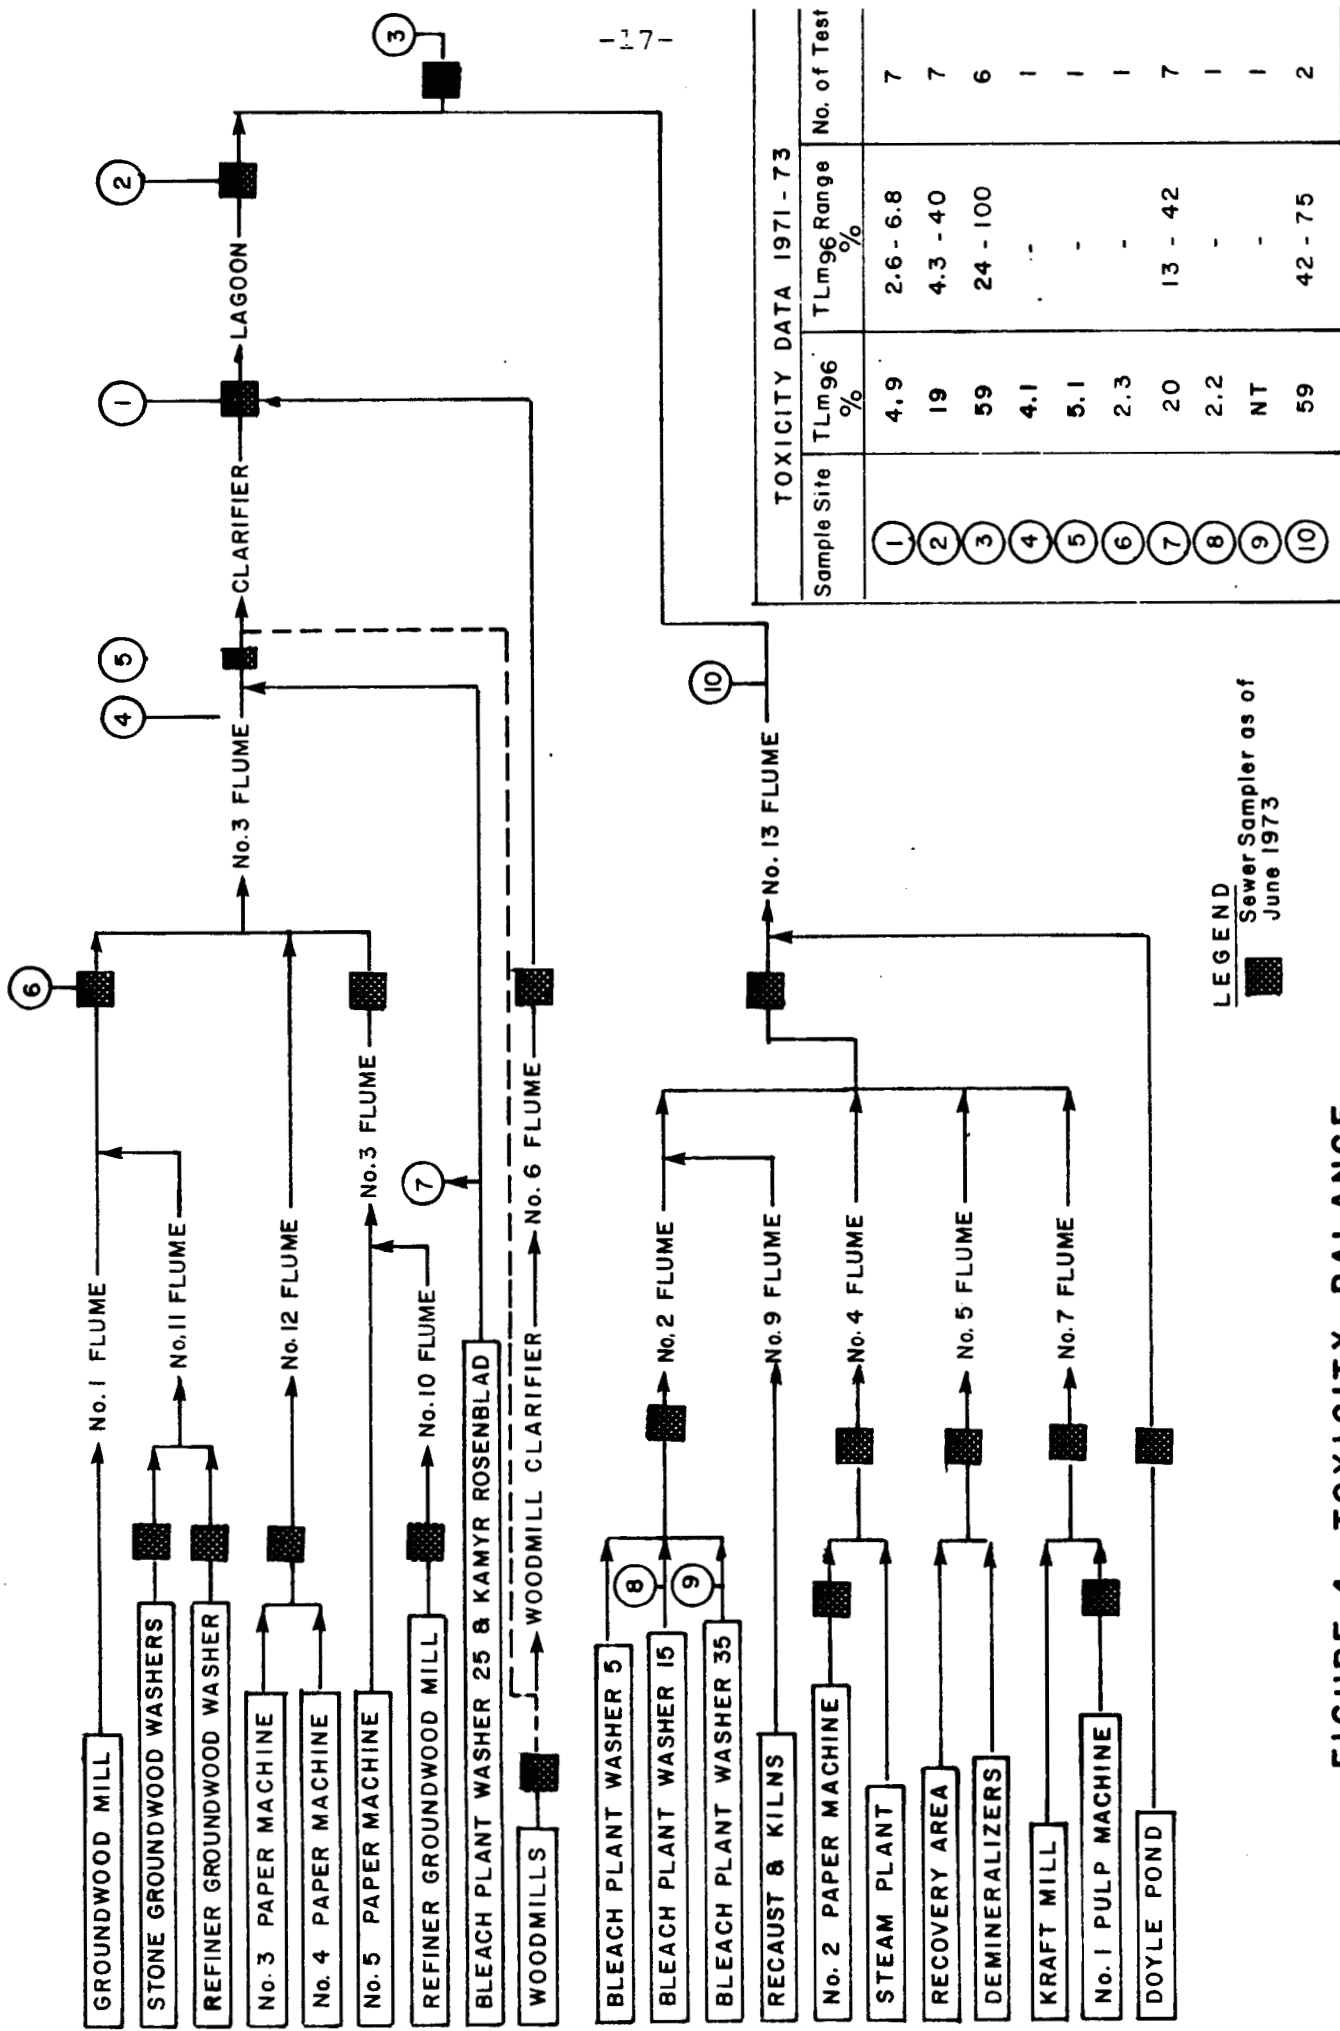 -17-
GROUNDWOOD MILL
No. 1 FLUME
6
STONE GROUNDWOOD WASHERS
No. 11 FLUME
REFINER GROUNDWOOD WASHER
No. 3 PAPER MACHINE
No. 12 FLUME
No. 4 PAPER MACHINE
No. 5 PAPER MACHINE
No. 3 FLUME
REFINER GROUNDWOOD MILL
No. 10 FLUME
7
BLEACH PLANT WASHER 25 & KAMYR ROSENBLAD
WOODMILLS
WOODMILL CLARIFIER
No. 6 FLUME
No. 3 FLUME
4
5
CLARIFIER
1
LAGOON
2
3
BLEACH PLANT WASHER 5
8
BLEACH PLANT WASHER 15
No. 2 FLUME
9
BLEACH PLANT WASHER 35
RECAUST & KILNS
No. 9 FLUME
No. 2 PAPER MACHINE
No. 4 FLUME
STEAM PLANT
RECOVERY AREA
No. 5 FLUME
DEMINERALIZERS
KRAFT MILL
No. 7 FLUME
No. 1 PULP MACHINE
DOYLE POND
No. 13 FLUME
10
LEGEND
Sewer Sampler as of
June 1973
TOXICITY DATA 1971-73
Sample Site TLm96 % TLm96 Range % No. of Test
1 4.9 2.6 - 6.8 7
2 19 4.3 - 40 7
3 59 24 - 100 6
4 4.1 - 1
5 5.1 - 1
6 2.3 - 1
7 20 13 - 42 7
8 2.2 - 1
9 NT - 1
10 59 42 - 75 2